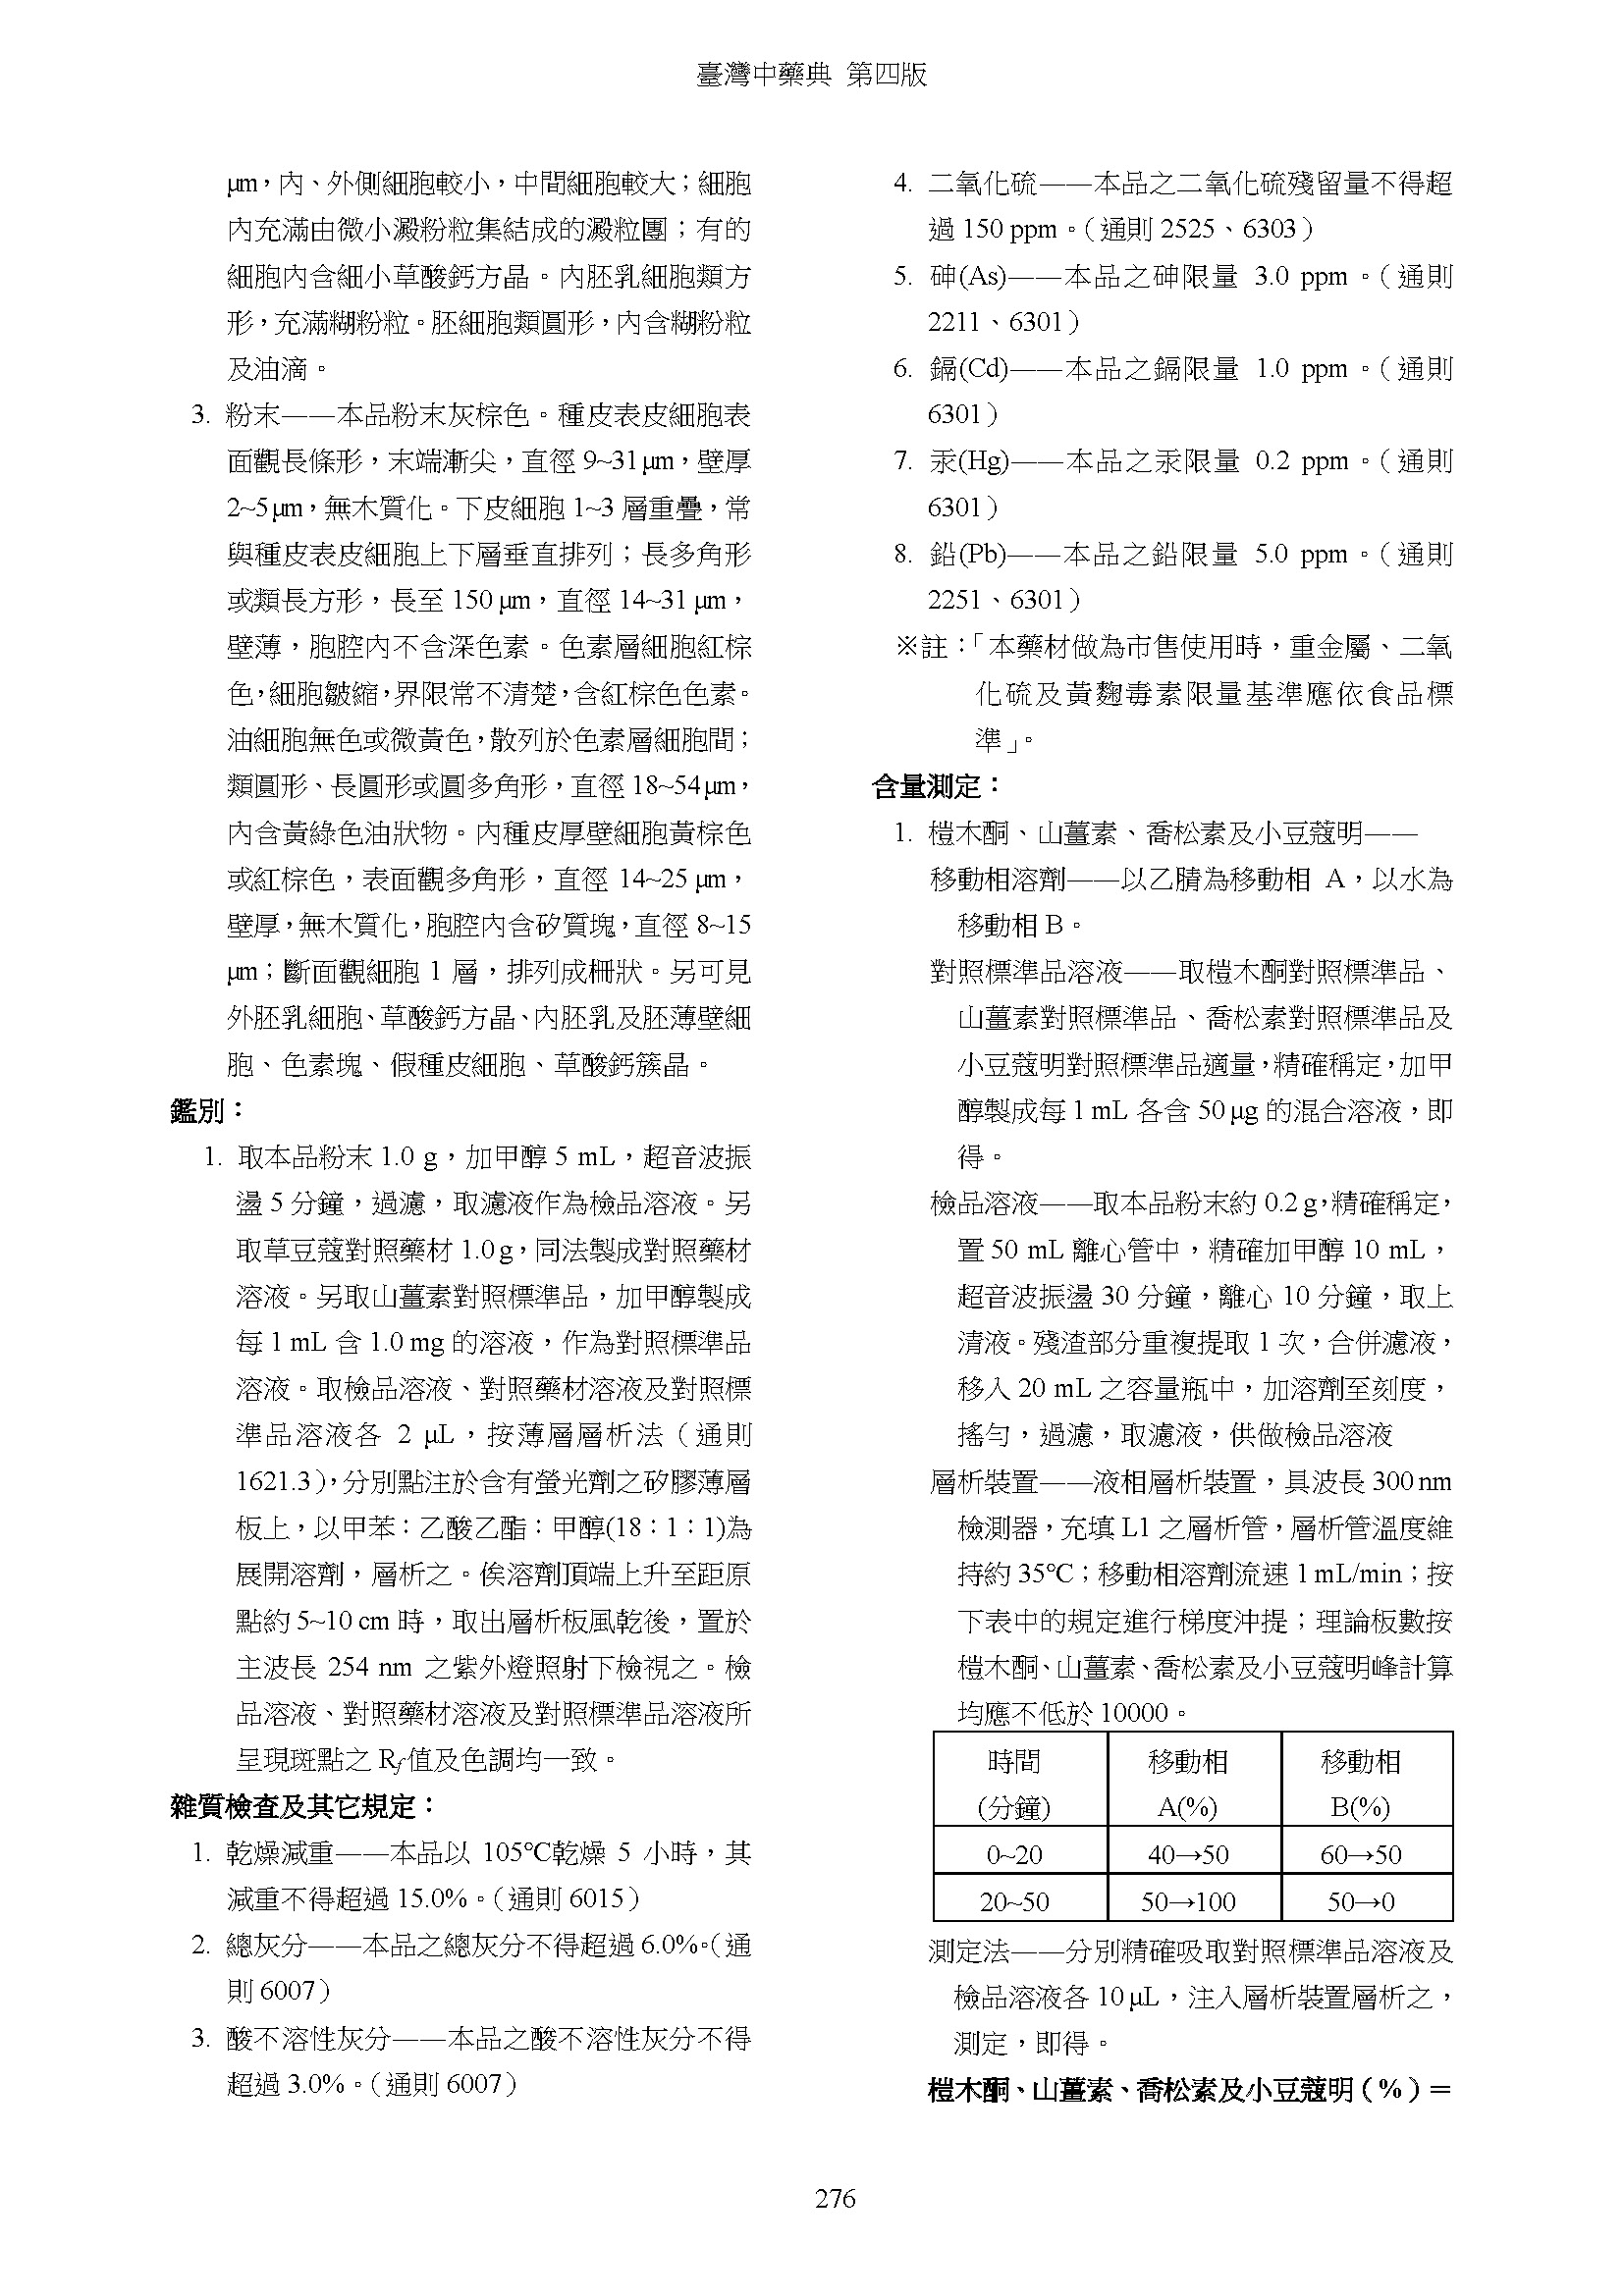 臺灣中藥典 第四版
μm，內、外側細胞較小，中間細胞較大；細胞
內充滿由微小澱粉粒集結成的澱粒團；有的
細胞內含細小草酸鈣方晶。內胚乳細胞類方
形，充滿糊粉粒。胚細胞類圓形，內含糊粉粒
及油滴。
3. 粉末——本品粉末灰棕色。種皮表皮細胞表
面觀長條形，末端漸尖，直徑 9~31 μm，壁厚
2~5 μm，無木質化。下皮細胞 1~3 層重疊，常
與種皮表皮細胞上下層垂直排列；長多角形
或類長方形，長至 150 μm，直徑 14~31 μm，
壁薄，胞腔內不含深色素。色素層細胞紅棕
色，細胞皺縮，界限常不清楚，含紅棕色色素。
油細胞無色或微黃色，散列於色素層細胞間；
類圓形、長圓形或圓多角形，直徑 18~54 μm，
內含黃綠色油狀物。內種皮厚壁細胞黃棕色
或紅棕色，表面觀多角形，直徑 14~25 μm，
壁厚，無木質化，胞腔內含矽質塊，直徑 8~15
μm；斷面觀細胞 1 層，排列成柵狀。另可見
外胚乳細胞、草酸鈣方晶、內胚乳及胚薄壁細
胞、色素塊、假種皮細胞、草酸鈣簇晶。
鑑別：
1. 取本品粉末 1.0 g，加甲醇 5 mL，超音波振
盪 5 分鐘，過濾，取濾液作為檢品溶液。另
取草豆蔻對照藥材 1.0 g，同法製成對照藥材
溶液。另取山薑素對照標準品，加甲醇製成
每 1 mL 含 1.0 mg 的溶液，作為對照標準品
溶液。取檢品溶液、對照藥材溶液及對照標
準品溶液各 2 μL，按薄層層析法（通則
1621.3），分別點注於含有螢光劑之矽膠薄層
板上，以甲苯：乙酸乙酯：甲醇(18：1：1)為
展開溶劑，層析之。俟溶劑頂端上升至距原
點約 5~10 cm 時，取出層析板風乾後，置於
主波長 254 nm 之紫外燈照射下檢視之。檢
品溶液、對照藥材溶液及對照標準品溶液所
呈現斑點之 Rf 值及色調均一致。
雜質檢查及其它規定：
1. 乾燥減重——本品以 105℃乾燥 5 小時，其
減重不得超過 15.0%。（通則 6015）
2. 總灰分——本品之總灰分不得超過 6.0%。（通
則 6007）
3. 酸不溶性灰分——本品之酸不溶性灰分不得
超過 3.0%。（通則 6007）
4. 二氧化硫——本品之二氧化硫殘留量不得超
過 150 ppm。（通則 2525、6303）
5. 砷(As)——本品之砷限量 3.0 ppm。（通則
2211、6301）
6. 鎘(Cd)——本品之鎘限量 1.0 ppm。（通則
6301）
7. 汞(Hg)——本品之汞限量 0.2 ppm。（通則
6301）
8. 鉛(Pb)——本品之鉛限量 5.0 ppm。（通則
2251、6301）
※註：「本藥材做為市售使用時，重金屬、二氧
化硫及黃麴毒素限量基準應依食品標
準」。
含量測定：
1. 榿木酮、山薑素、喬松素及小豆蔻明——
移動相溶劑——以乙腈為移動相 A，以水為
移動相 B。
對照標準品溶液——取榿木酮對照標準品、
山薑素對照標準品、喬松素對照標準品及
小豆蔻明對照標準品適量，精確稱定，加甲
醇製成每 1 mL 各含 50 μg 的混合溶液，即
得。
檢品溶液——取本品粉末約 0.2 g，精確稱定，
置 50 mL 離心管中，精確加甲醇 10 mL，
超音波振盪 30 分鐘，離心 10 分鐘，取上
清液。殘渣部分重複提取 1 次，合併濾液，
移入 20 mL 之容量瓶中，加溶劑至刻度，
搖勻，過濾，取濾液，供做檢品溶液
層析裝置——液相層析裝置，具波長 300 nm
檢測器，充填 L1 之層析管，層析管溫度維
持約 35℃；移動相溶劑流速 1 mL/min；按
下表中的規定進行梯度沖提；理論板數按
榿木酮、山薑素、喬松素及小豆蔻明峰計算
均應不低於 10000。
時間 移動相 移動相
(分鐘) A(%) B(%)
0~20 40→50 60→50
20~50 50→100 50→0
測定法——分別精確吸取對照標準品溶液及
檢品溶液各 10 μL，注入層析裝置層析之，
測定，即得。
榿木酮、山薑素、喬松素及小豆蔻明（%）＝
276